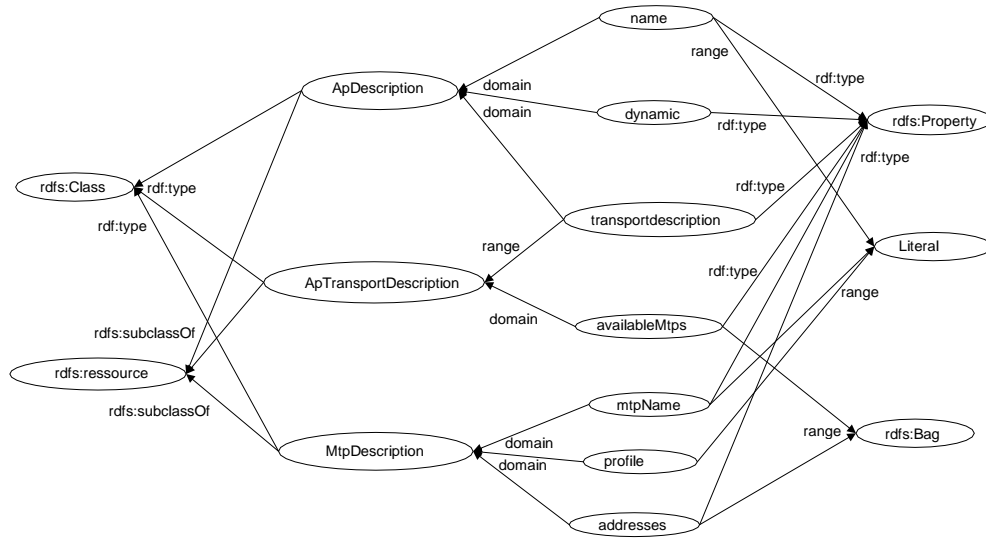 name
range
ApDescription
domain
rdf:type
dynamic
rdf:type
rdfs:Property
domain
rdf:type
rdfs:Class
rdf:type
rdf:type
rdf:type
transportdescription
range
Literal
ApTransportDescription
rdf:type
range
domain
availableMtps
rdfs:subclassOf
rdfs:ressource
rdfs:subclassOf
mtpName
range
rdfs:Bag
domain
MtpDescription
domain
profile
addresses